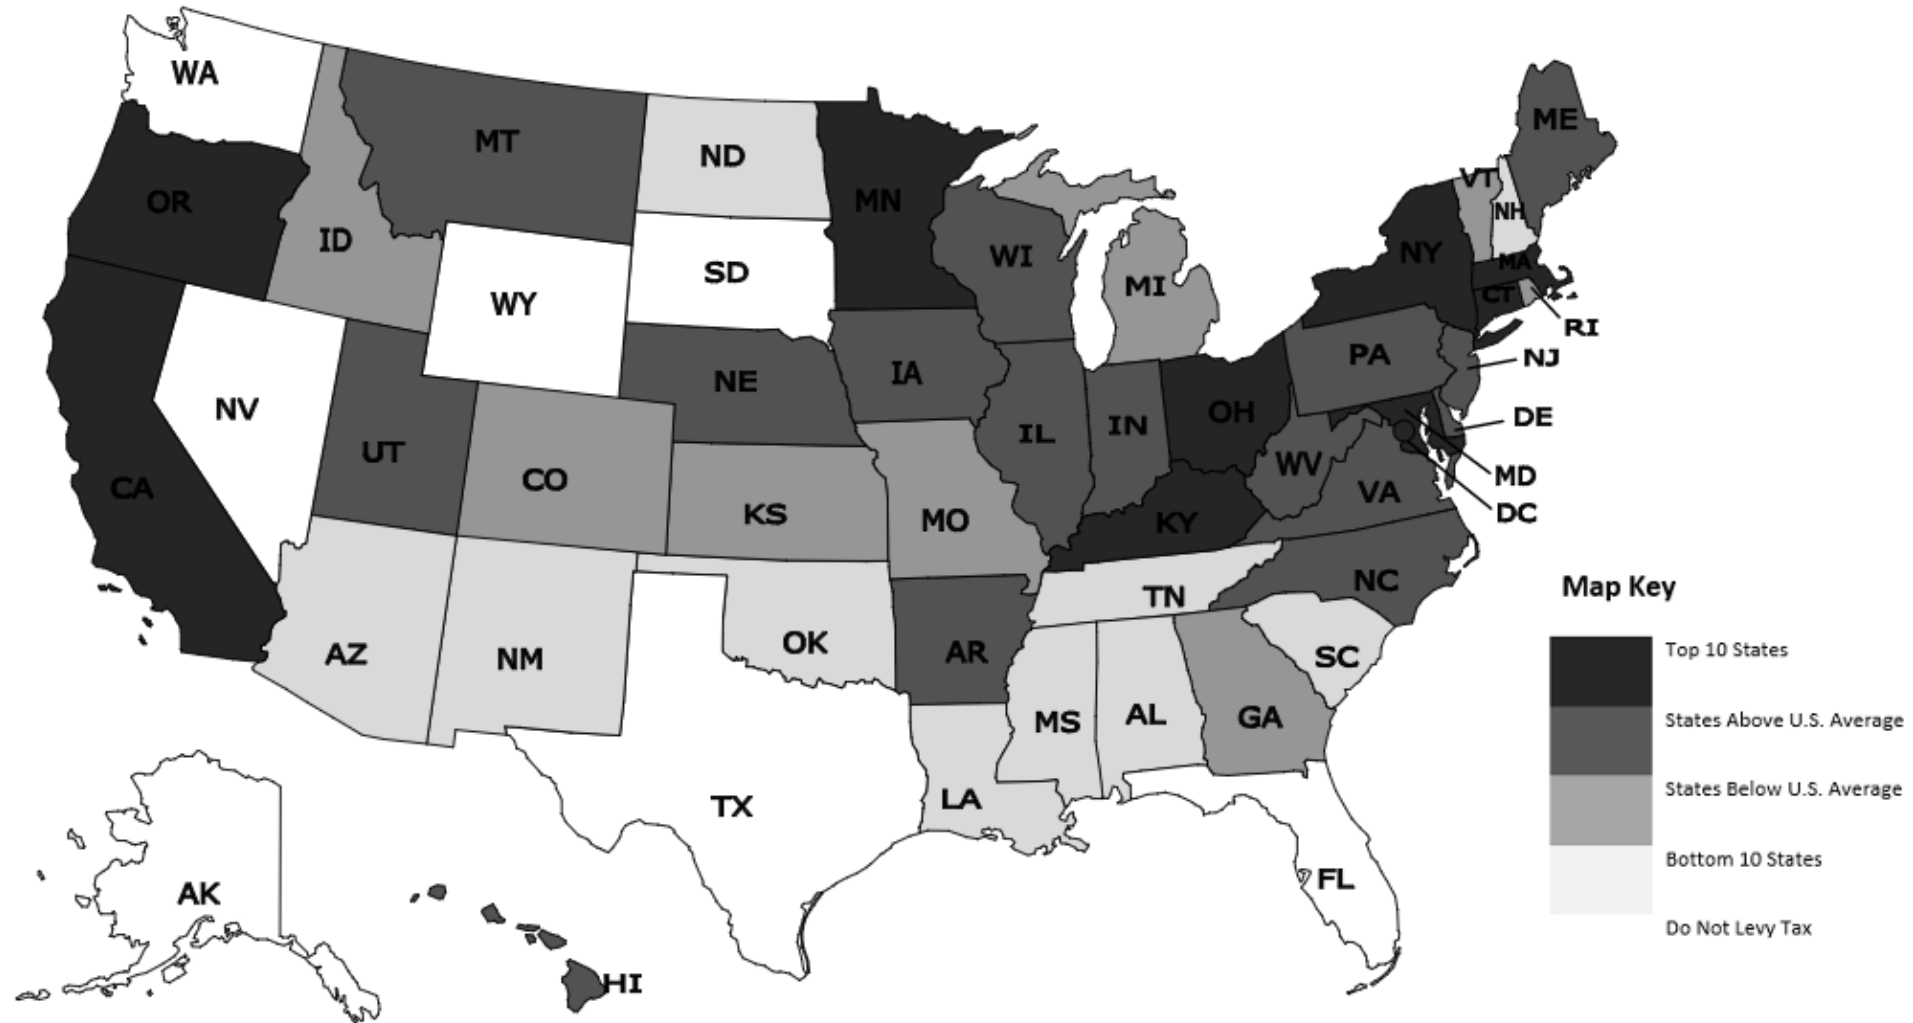 WA
MT
ND
MN
ME
OR
ID
SD
WI
VT
NH
WY
MI
NY
MA
CT
RI
NV
NE
IA
PA
NJ
UT
CO
IL
IN
OH
DE
CA
KS
MO
WV
VA
MD
DC
KY
AZ
NM
OK
AR
TN
NC
SC
MS
AL
GA
TX
LA
FL
AK
HI
Map Key
Top 10 States
States Above U.S. Average
States Below U.S. Average
Bottom 10 States
Do Not Levy Tax